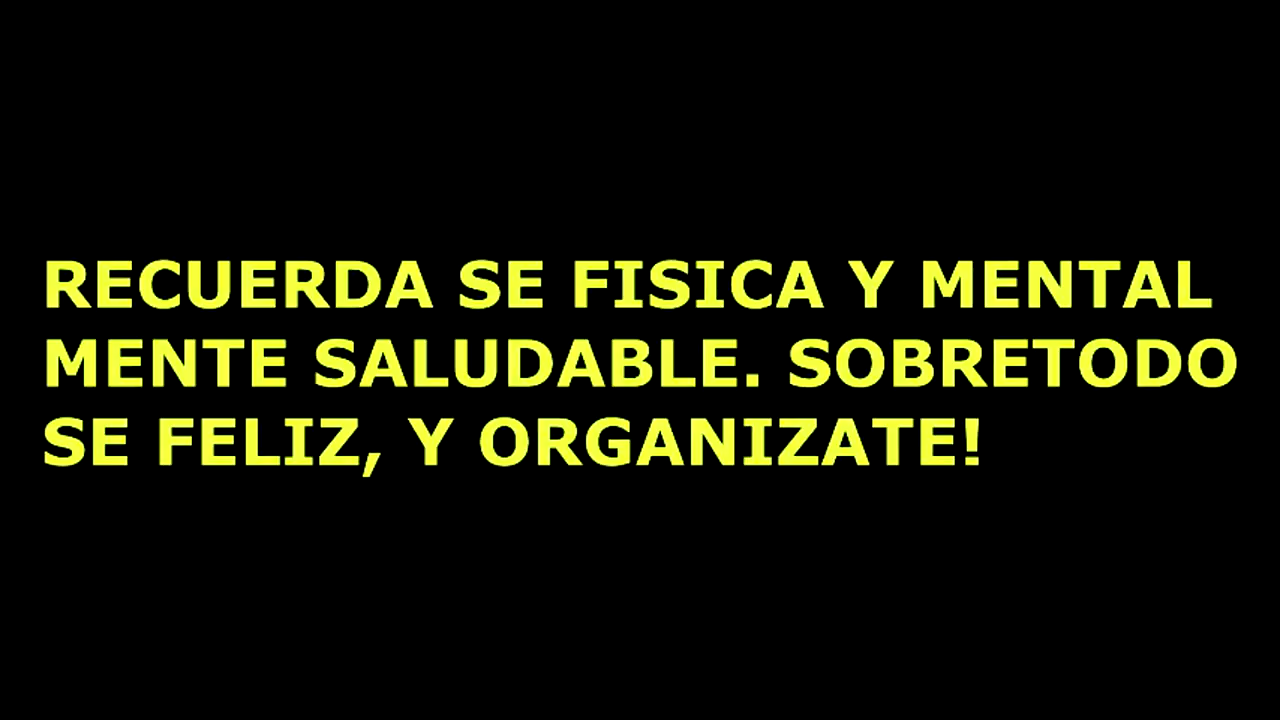 RECUERDA SE FISICA Y MENTAL
MENTE SALUDABLE. SOBRETODO
SE FELIZ, Y ORGANIZATE!